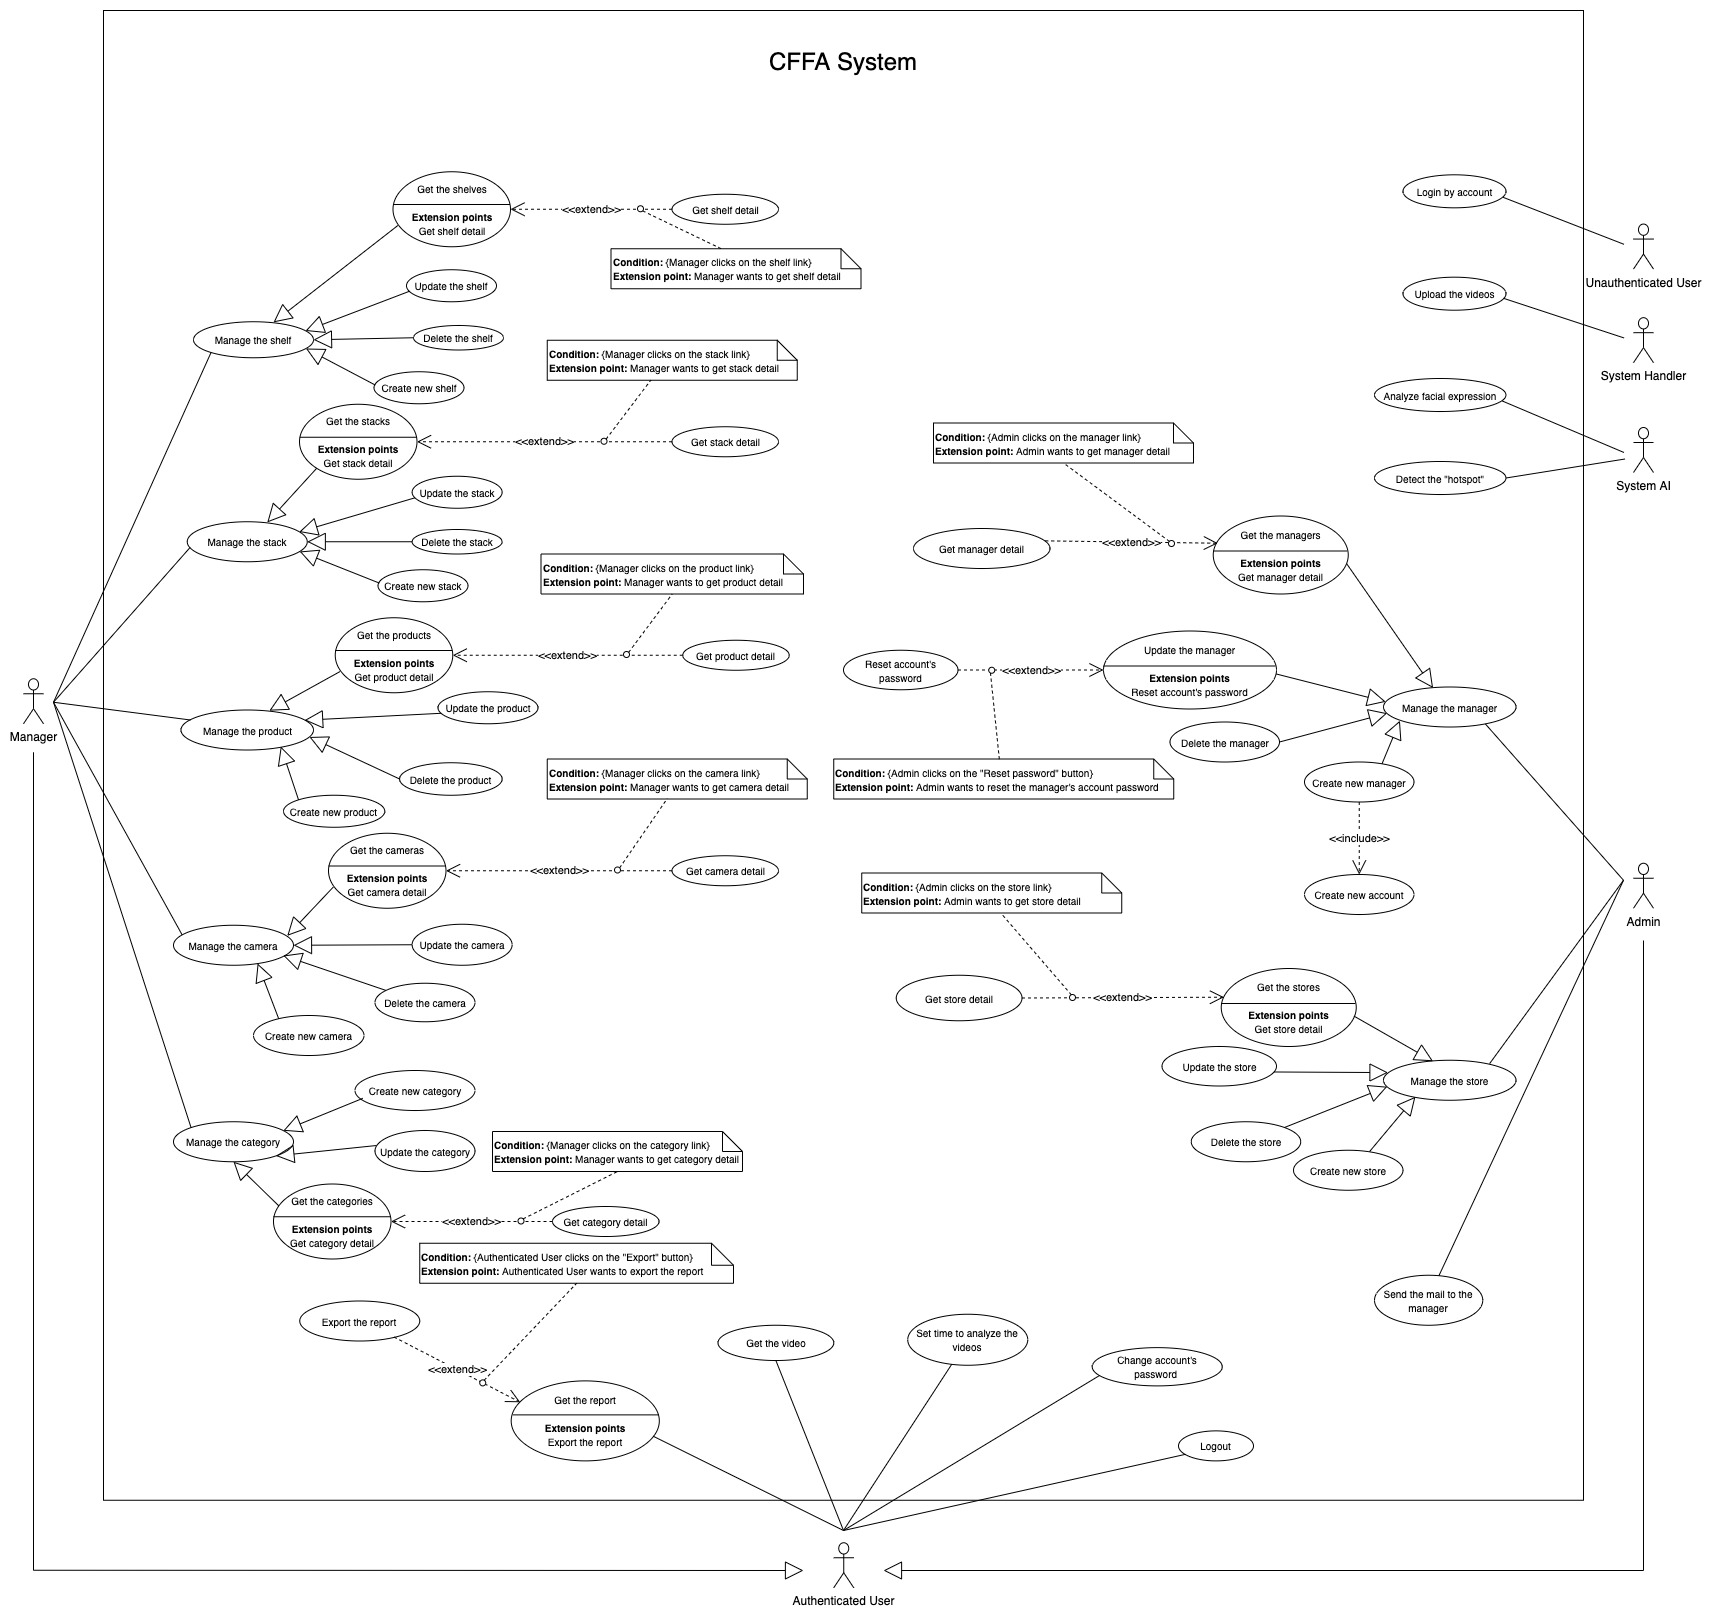 CFFA System
Get the shelves
Extension points
Get shelf detail
<<extend>>
Get shelf detail
Condition: {Manager clicks on the shelf link}
Extension point: Manager wants to get shelf detail
Update the shelf
Manage the shelf
Delete the shelf
Create new shelf
Condition: {Manager clicks on the stack link}
Extension point: Manager wants to get stack detail
Get the stacks
Extension points
Get stack detail
<<extend>>
Get stack detail
Update the stack
Manage the stack
Delete the stack
Create new stack
Condition: {Manager clicks on the product link}
Extension point: Manager wants to get product detail
Get the products
Extension points
Get product detail
<<extend>>
Get product detail
Update the product
Manage the product
Delete the product
Create new product
Manager
Condition: {Manager clicks on the camera link}
Extension point: Manager wants to get camera detail
Get the cameras
Extension points
Get camera detail
<<extend>>
Get camera detail
Manage the camera
Update the camera
Delete the camera
Create new camera
Create new category
Manage the category
Update the category
Condition: {Manager clicks on the category link}
Extension point: Manager wants to get category detail
Get the categories
Extension points
Get category detail
<<extend>>
Get category detail
Condition: {Authenticated User clicks on the "Export" button}
Extension point: Authenticated User wants to export the report
Export the report
<<extend>>
Get the report
Extension points
Export the report
Get the video
Set time to analyze the
videos
Change account's
password
Logout
Authenticated User
Login by account
Unauthenticated User
Upload the videos
System Handler
Analyze facial expression
Detect the "hotspot"
System AI
Condition: {Admin clicks on the manager link}
Extension point: Admin wants to get manager detail
Get manager detail
<<extend>>
Get the managers
Extension points
Get manager detail
Reset account's
password
<<extend>>
Update the manager
Extension points
Reset account's password
Manage the manager
Delete the manager
Condition: {Admin clicks on the "Reset password" button}
Extension point: Admin wants to reset the manager's account password
Create new manager
<<include>>
Create new account
Admin
Condition: {Admin clicks on the store link}
Extension point: Admin wants to get store detail
Get store detail
<<extend>>
Get the stores
Extension points
Get store detail
Update the store
Manage the store
Delete the store
Create new store
Send the mail to the
manager